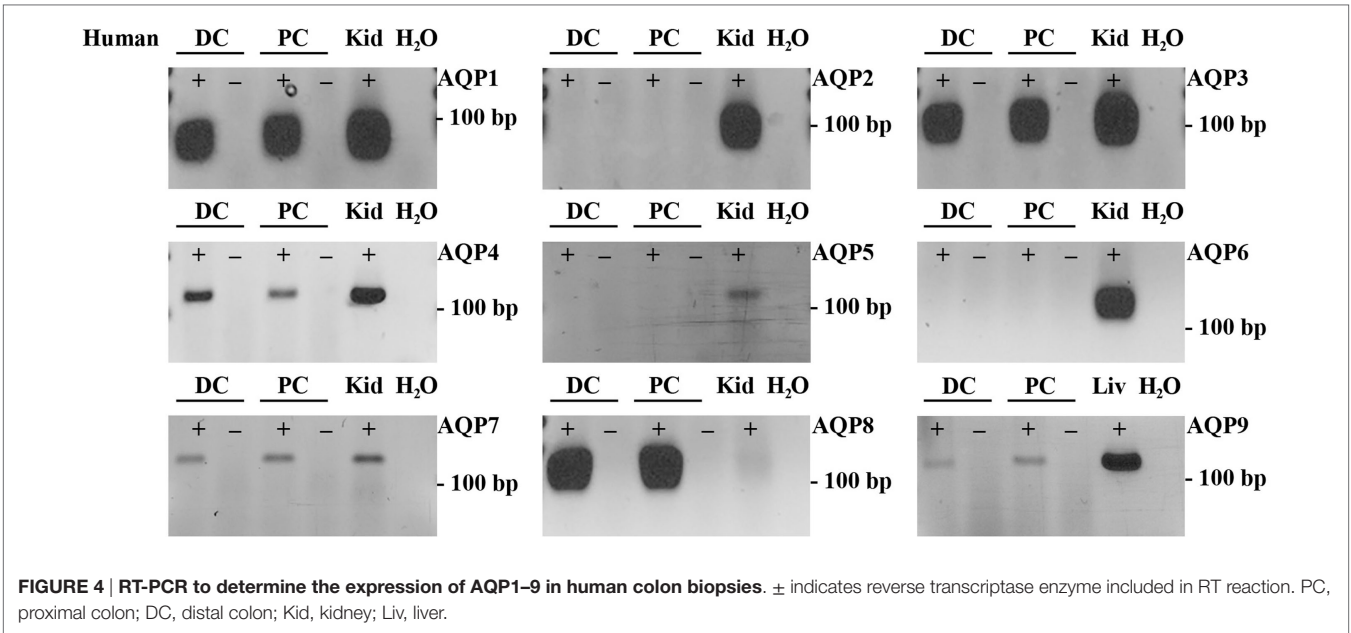 Human DC PC Kid H₂O DC PC Kid H₂O DC PC Kid H₂O
+ – + – + AQP1 + – + – + AQP2 + – + – + AQP3
- 100 bp - 100 bp - 100 bp
DC PC Kid H₂O DC PC Kid H₂O DC PC Kid H₂O
+ – + – + AQP4 + – + – + AQP5 + – + – + AQP6
- 100 bp - 100 bp - 100 bp
DC PC Kid H₂O DC PC Kid H₂O DC PC Liv H₂O
+ – + – + AQP7 + – + – + AQP8 + – + – + AQP9
- 100 bp - 100 bp - 100 bp
FIGURE 4 | RT-PCR to determine the expression of AQP1–9 in human colon biopsies. ± indicates reverse transcriptase enzyme included in RT reaction. PC,
proximal colon; DC, distal colon; Kid, kidney; Liv, liver.